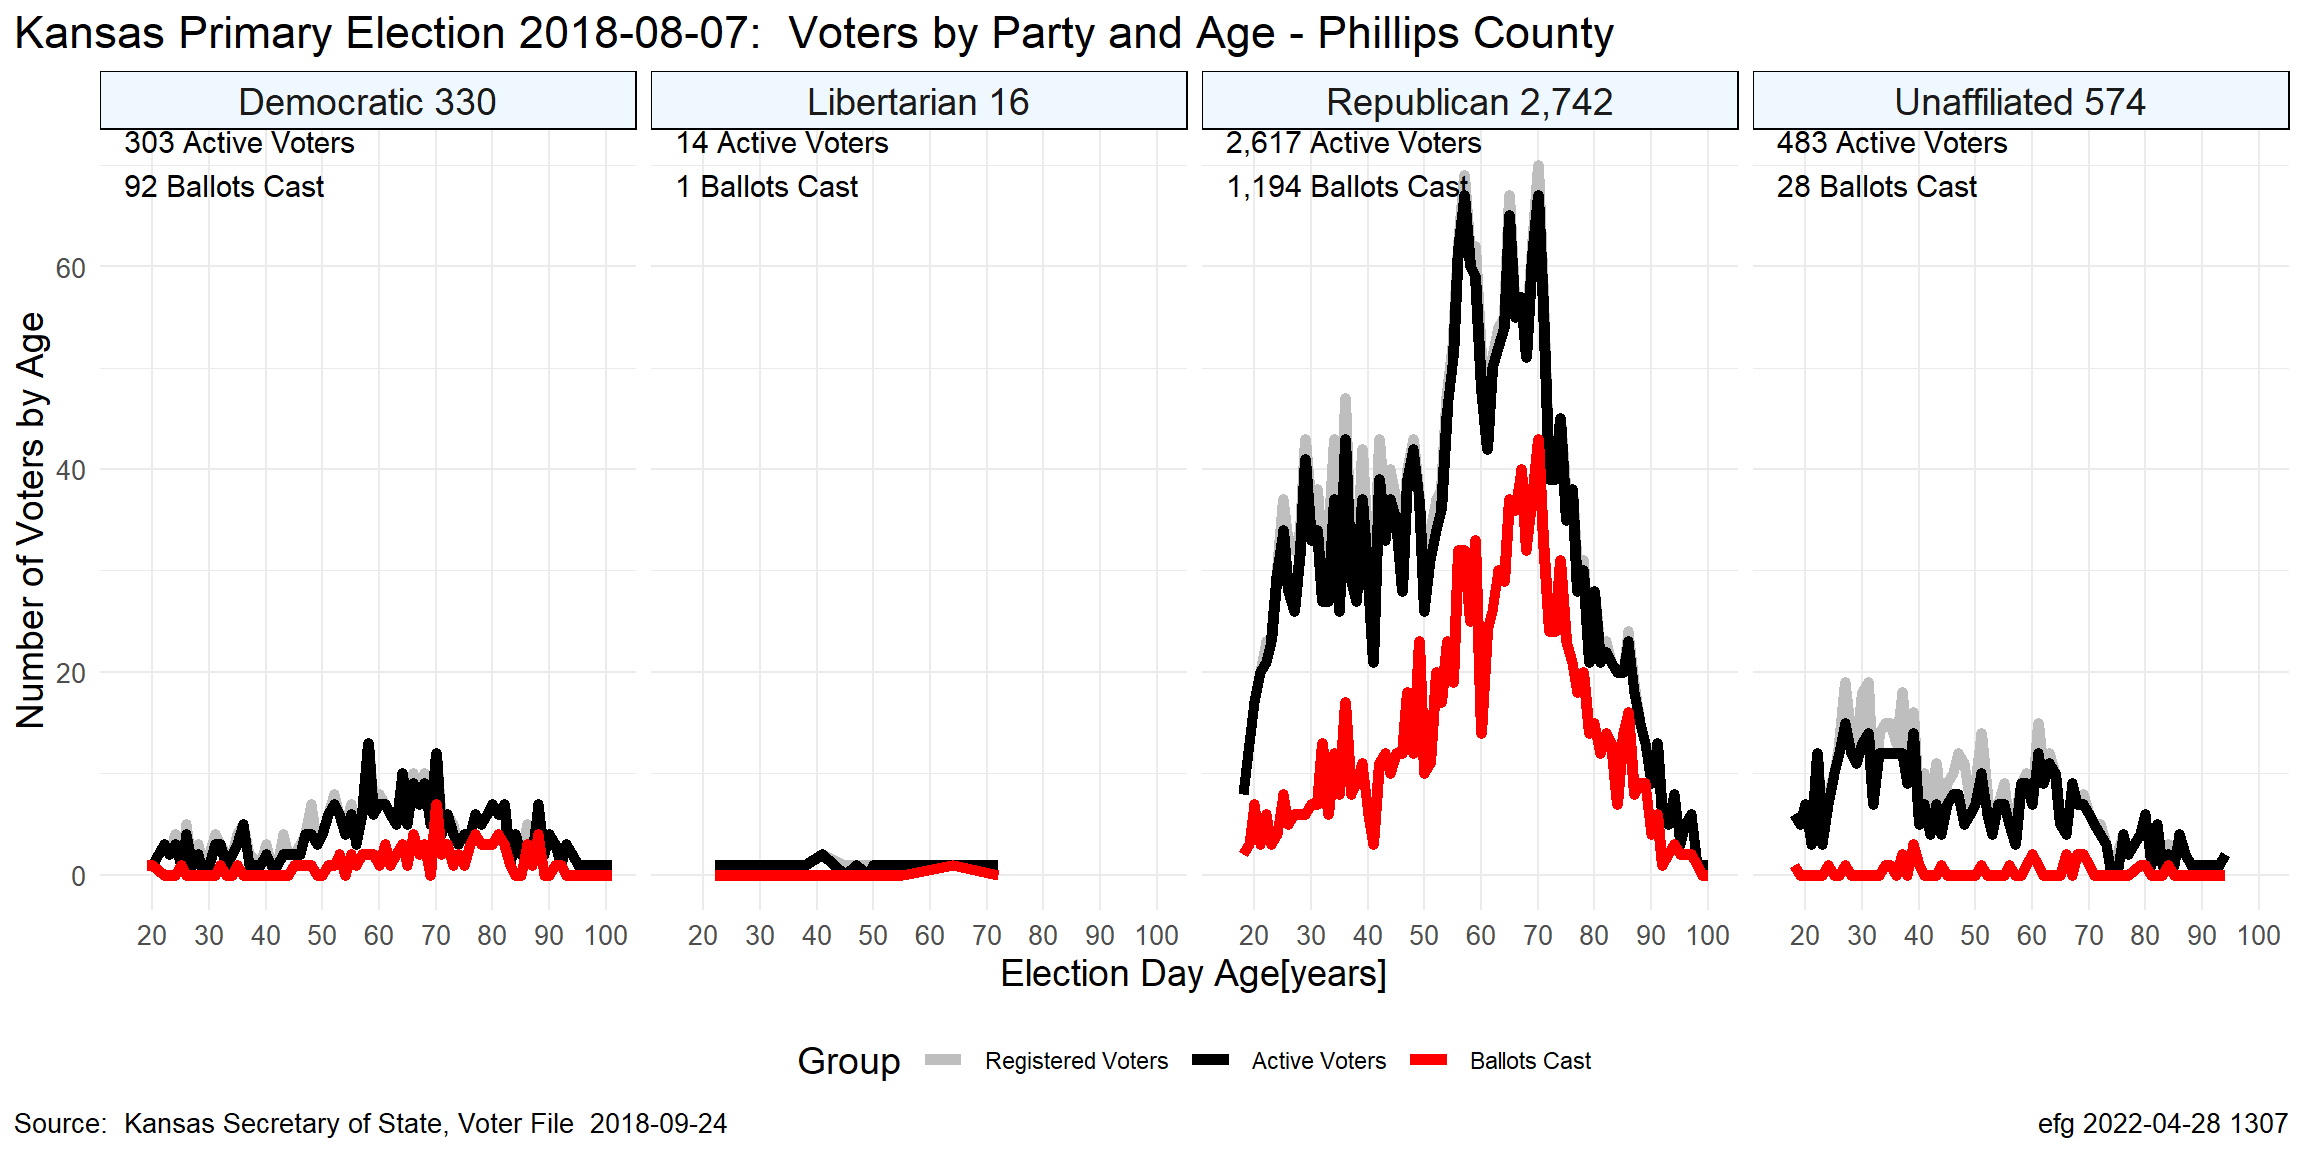 Kansas Primary Election 2018-08-07:  Voters by Party and Age - Phillips County
Democratic 330
Libertarian 16
Republican 2,742
Unaffiliated 574
303 Active Voters
92 Ballots Cast
14 Active Voters
1 Ballots Cast
2,617 Active Voters
1,194 Ballots Cast
483 Active Voters
28 Ballots Cast
Number of Voters by Age
60
40
20
0
20 30 40 50 60 70 80 90 100
20 30 40 50 60 70 80 90 100
20 30 40 50 60 70 80 90 100
20 30 40 50 60 70 80 90 100
Election Day Age[years]
Group Registered Voters Active Voters Ballots Cast
Source:  Kansas Secretary of State, Voter File  2018-09-24
efg 2022-04-28 1307